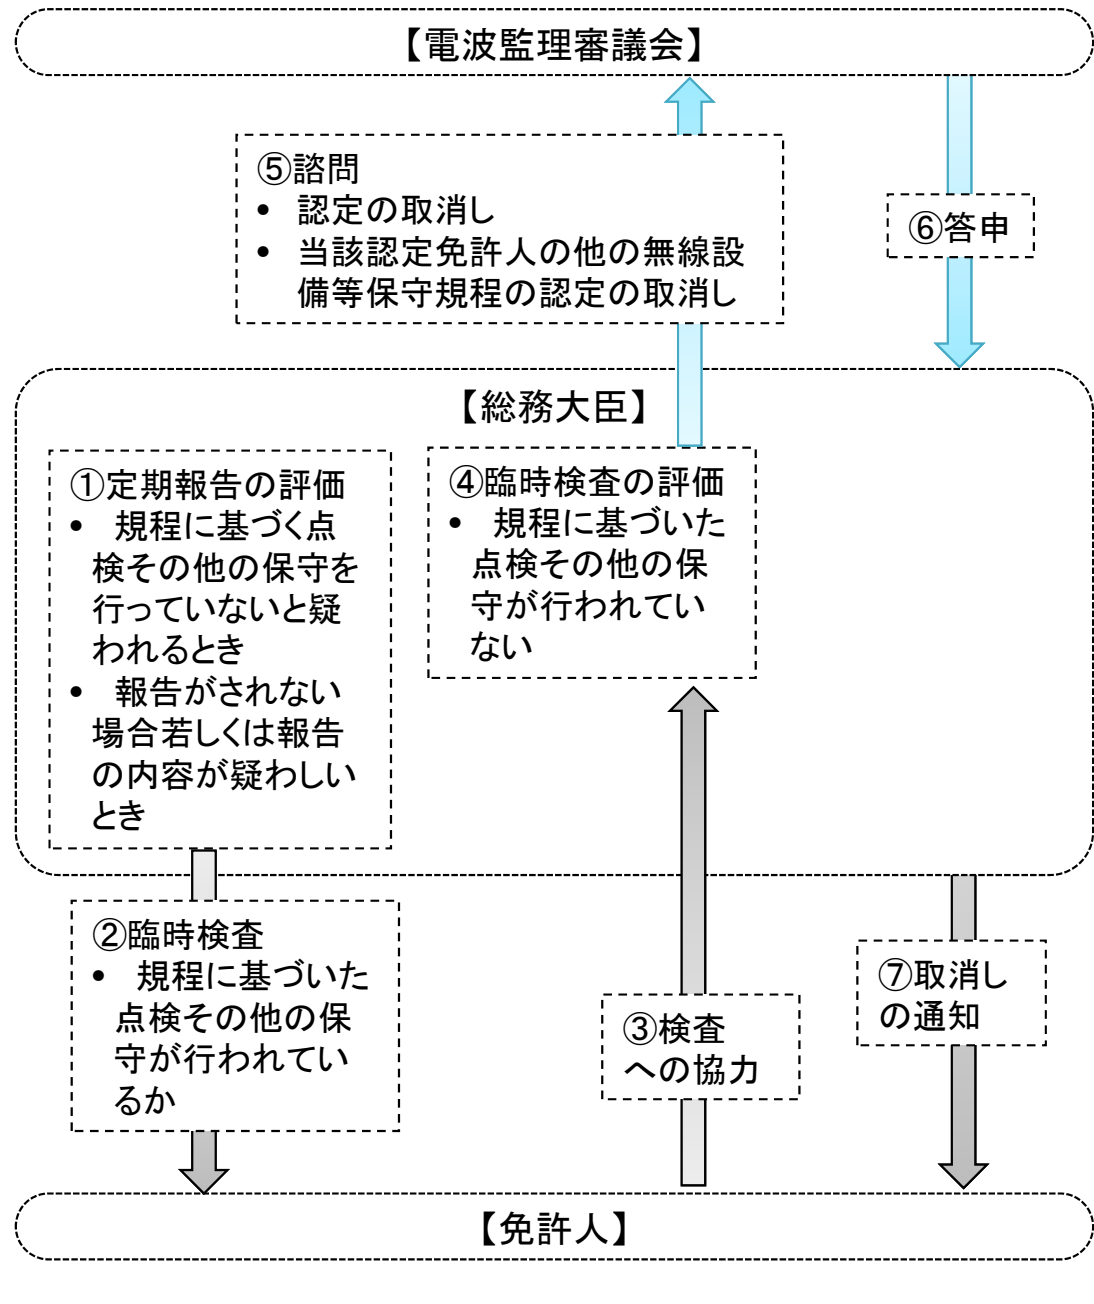 【電波監理審議会】
⑤諮問
• 認定の取消し
• 当該認定免許人の他の無線設
備等保守規程の認定の取消し
⑥答申
【総務大臣】
①定期報告の評価
• 規程に基づく点
検その他の保守を
行っていないと疑
われるとき
• 報告がされない
場合若しくは報告
の内容が疑わしい
とき
④臨時検査の評価
• 規程に基づいた
点検その他の保
守が行われてい
ない
②臨時検査
• 規程に基づいた
点検その他の保
守が行われてい
るか
③検査
への協力
⑦取消し
の通知
【免許人】